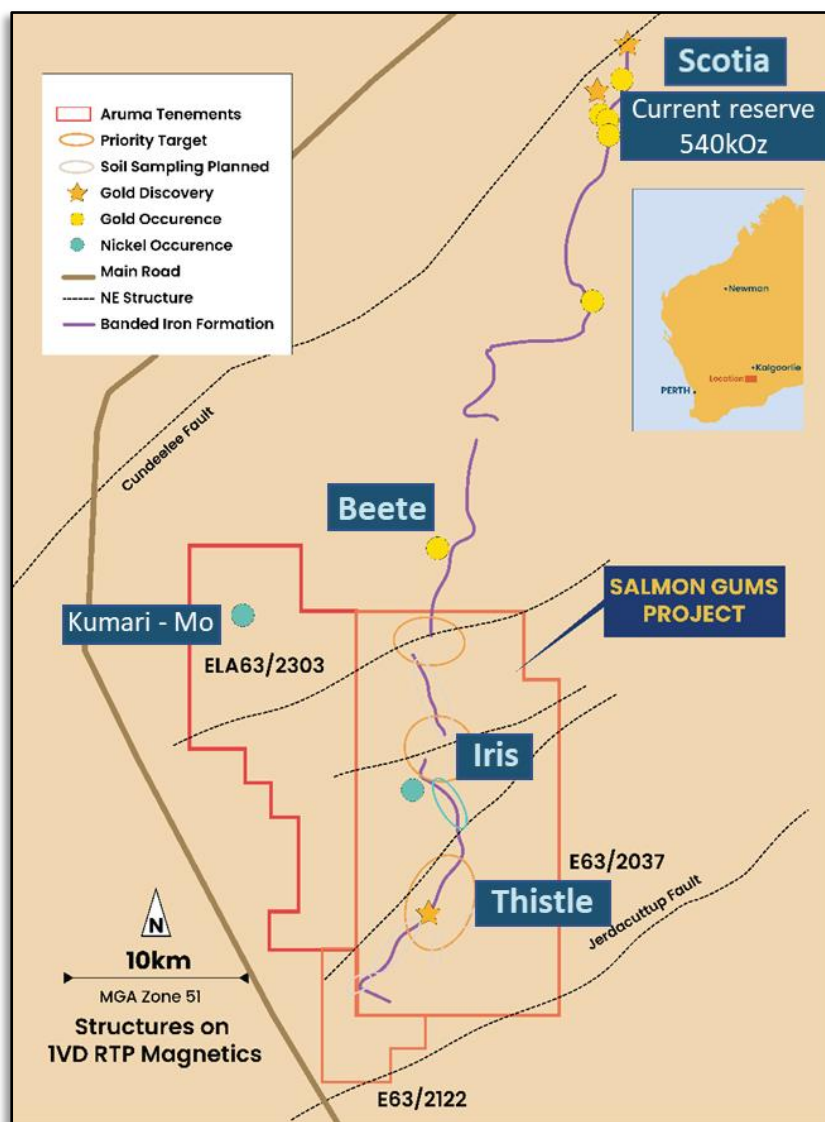 Scotia
Current reserve
540kOz
Aruma Tenements
Priority Target
Soil Sampling Planned
Gold Discovery
Gold Occurence
Nickel Occurence
Main Road
NE Structure
Banded Iron Formation
Newman
Kalgoorlie
Location
PERTH
Cundeelee Fault
Beete
SALMON GUMS
PROJECT
Kumari - Mo
ELA63/2303
Iris
E63/2037
Thistle
Jerdacuttup Fault
N
10km
MGA Zone 51
Structures on
1VD RTP Magnetics
E63/2122